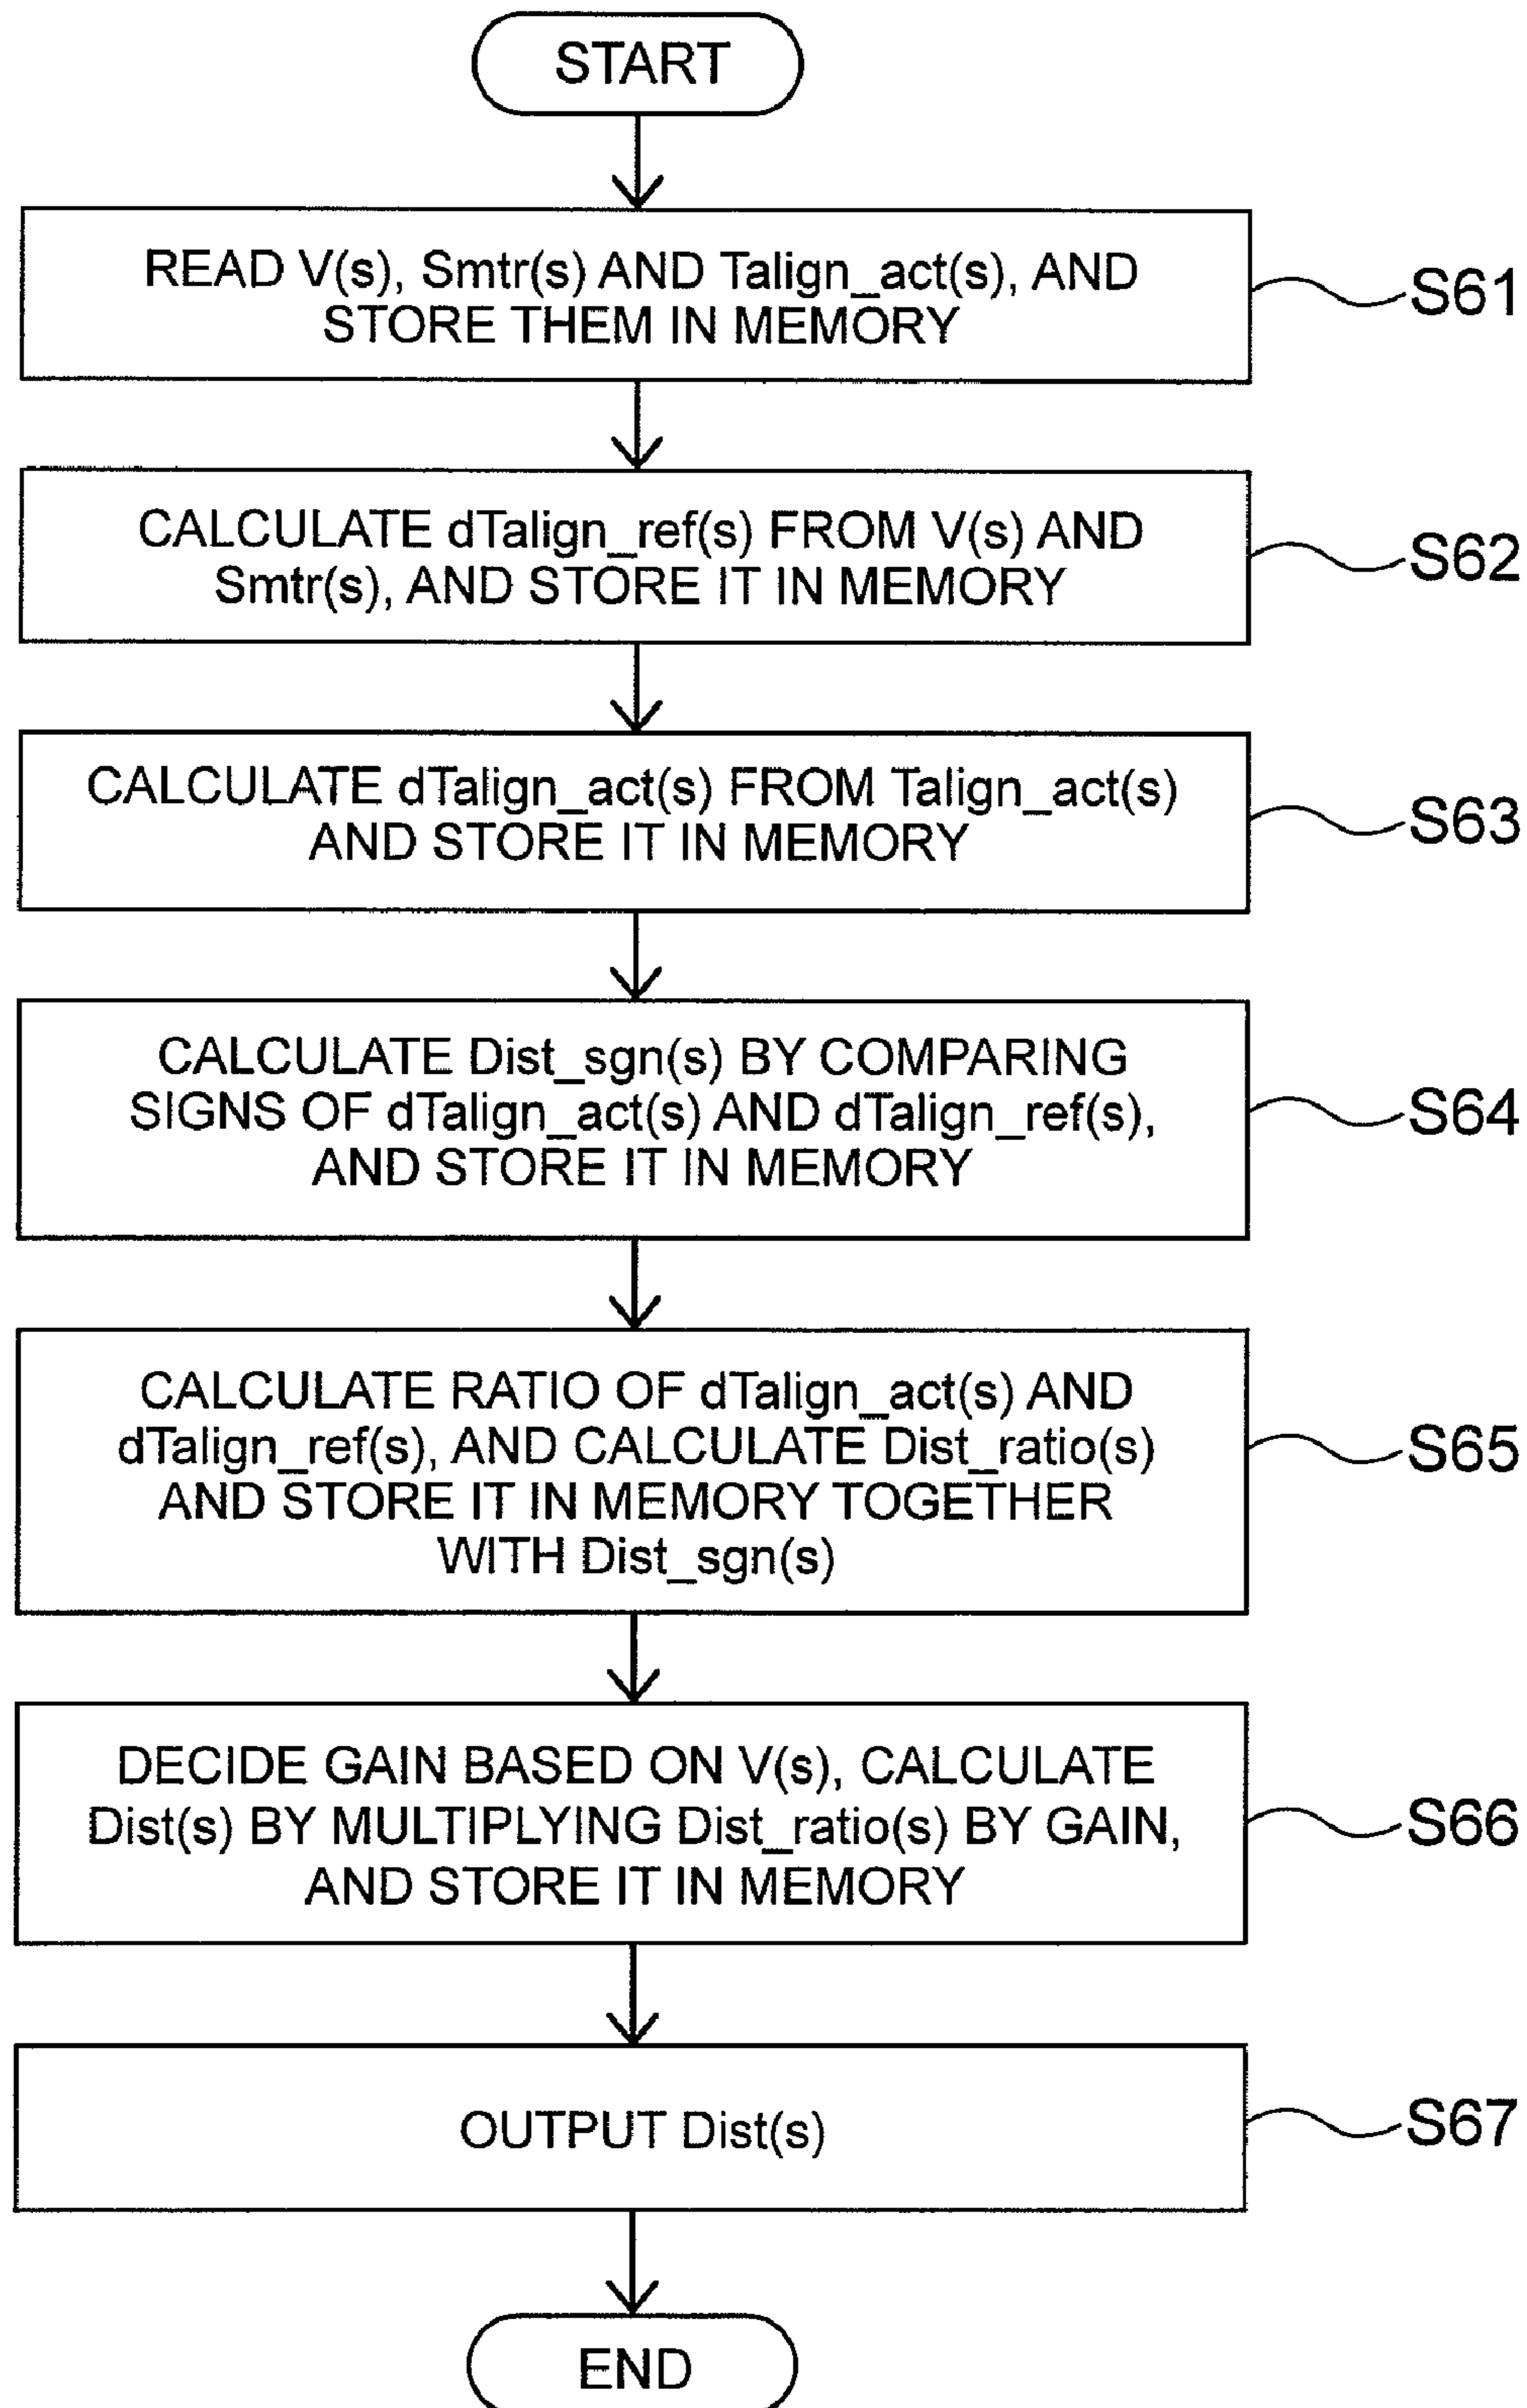 START
READ V(s), Smtr(s) AND Talign_act(s), AND
STORE THEM IN MEMORY
S61
CALCULATE dTalign_ref(s) FROM V(s) AND
Smtr(s), AND STORE IT IN MEMORY
S62
CALCULATE dTalign_act(s) FROM Talign_act(s)
AND STORE IT IN MEMORY
S63
CALCULATE Dist_sgn(s) BY COMPARING
SIGNS OF dTalign_act(s) AND dTalign_ref(s),
AND STORE IT IN MEMORY
S64
CALCULATE RATIO OF dTalign_act(s) AND
dTalign_ref(s), AND CALCULATE Dist_ratio(s)
AND STORE IT IN MEMORY TOGETHER
WITH Dist_sgn(s)
S65
DECIDE GAIN BASED ON V(s), CALCULATE
Dist(s) BY MULTIPLYING Dist_ratio(s) BY GAIN,
AND STORE IT IN MEMORY
S66
OUTPUT Dist(s)
S67
END